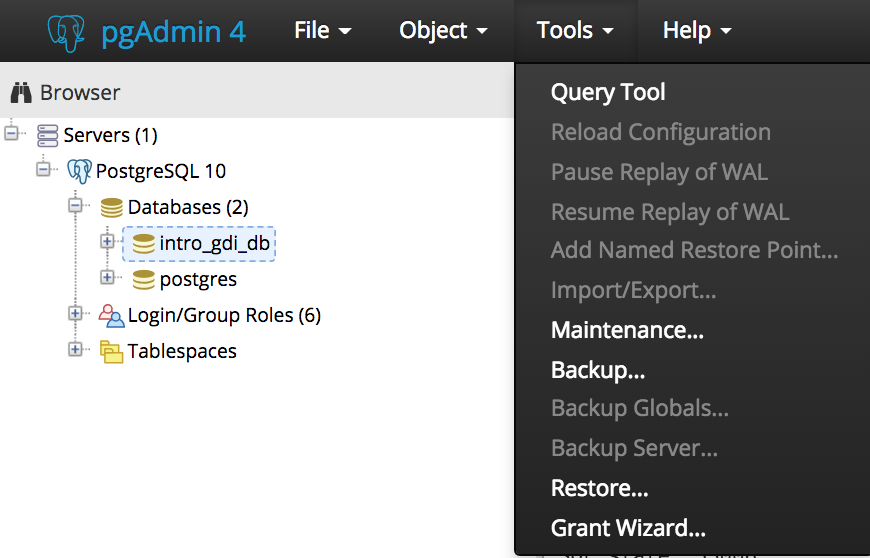 pgAdmin 4 File Object Tools Help
Browser
Servers (1)
PostgreSQL 10
Databases (2)
intro_gdi_db
postgres
Login/Group Roles (6)
Tablespaces
Query Tool
Reload Configuration
Pause Replay of WAL
Resume Replay of WAL
Add Named Restore Point...
Import/Export...
Maintenance...
Backup...
Backup Globals...
Backup Server...
Restore...
Grant Wizard...